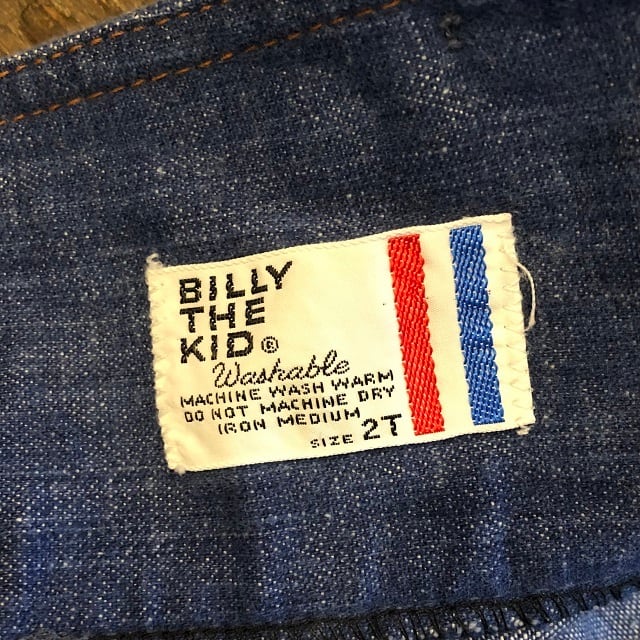 BILLY
THE
KID®
Washable
MACHINE WASH WARM
DO NOT MACHINE DRY
IRON MEDIUM
SIZE 2T